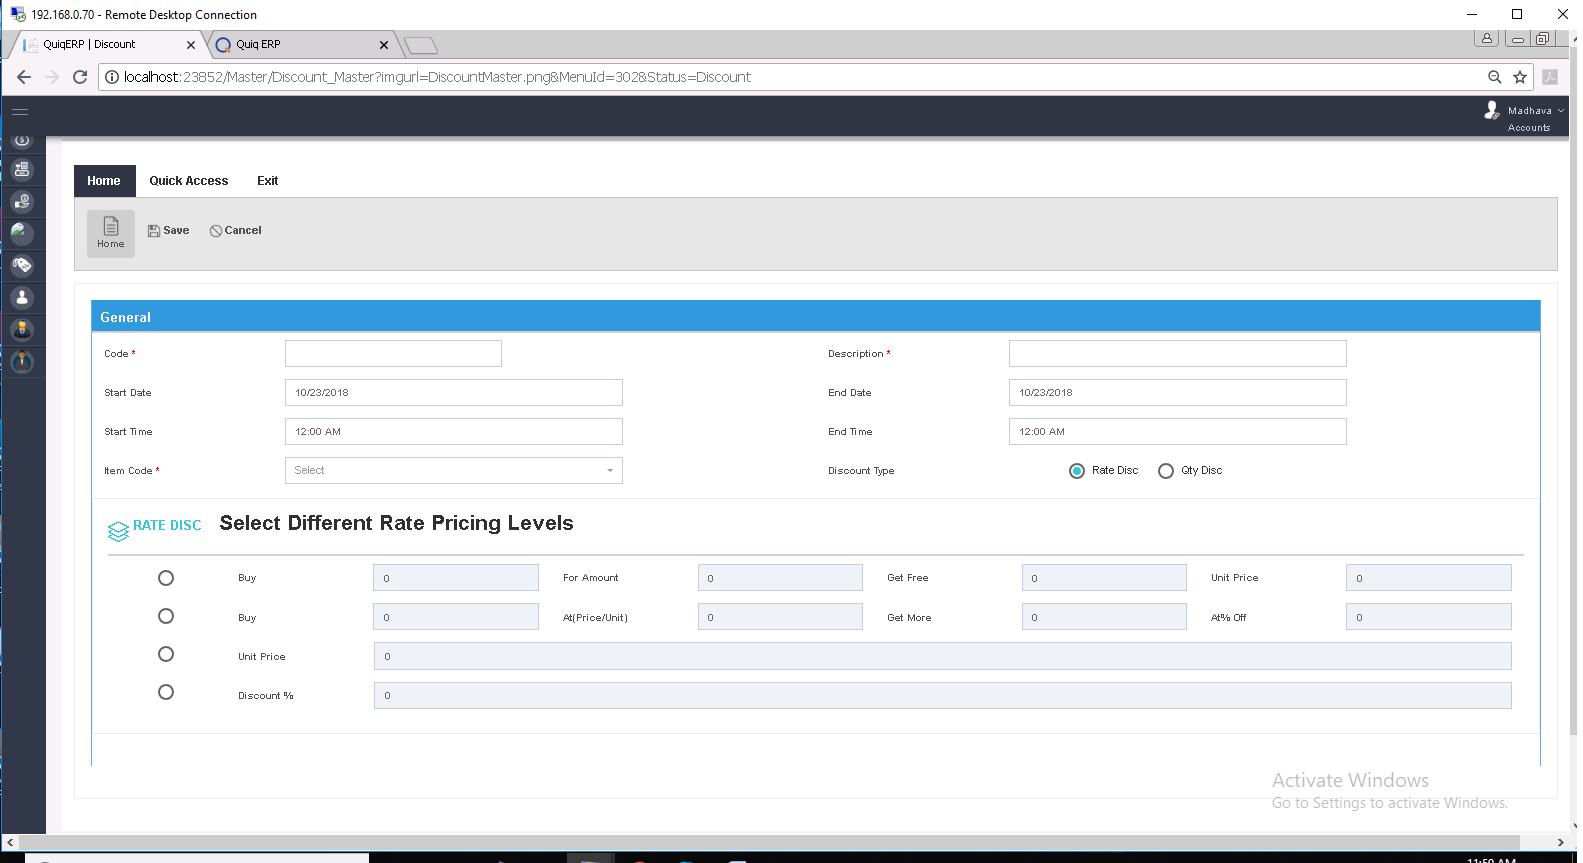 192.168.0.70 - Remote Desktop Connection
QuiqERP | Discount
Quiq ERP
localhost:23852/Master/Discount_Master?imgurl=DiscountMaster.png&MenuId=302&Status=Discount
Madhava
Accounts
Home Quick Access Exit
Home Save Cancel
General
Code * Description *
Start Date 10/23/2018 End Date 10/23/2018
Start Time 12:00 AM End Time 12:00 AM
Item Code * Select Discount Type Rate Disc Qty Disc
RATE DISC Select Different Rate Pricing Levels
Buy 0 For Amount 0 Get Free 0 Unit Price 0
Buy 0 At(Price/Unit) 0 Get More 0 At% Off 0
Unit Price 0
Discount % 0
Activate Windows
Go to Settings to activate Windows.